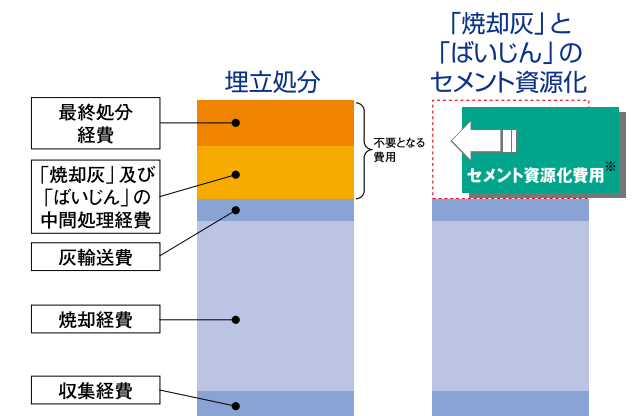 「焼却灰」と
「ばいじん」の
セメント資源化
埋立処分
最終処分
経費
不要となる
費用
セメント資源化費用※
「焼却灰」及び
「ばいじん」の
中間処理経費
灰輸送費
焼却経費
収集経費